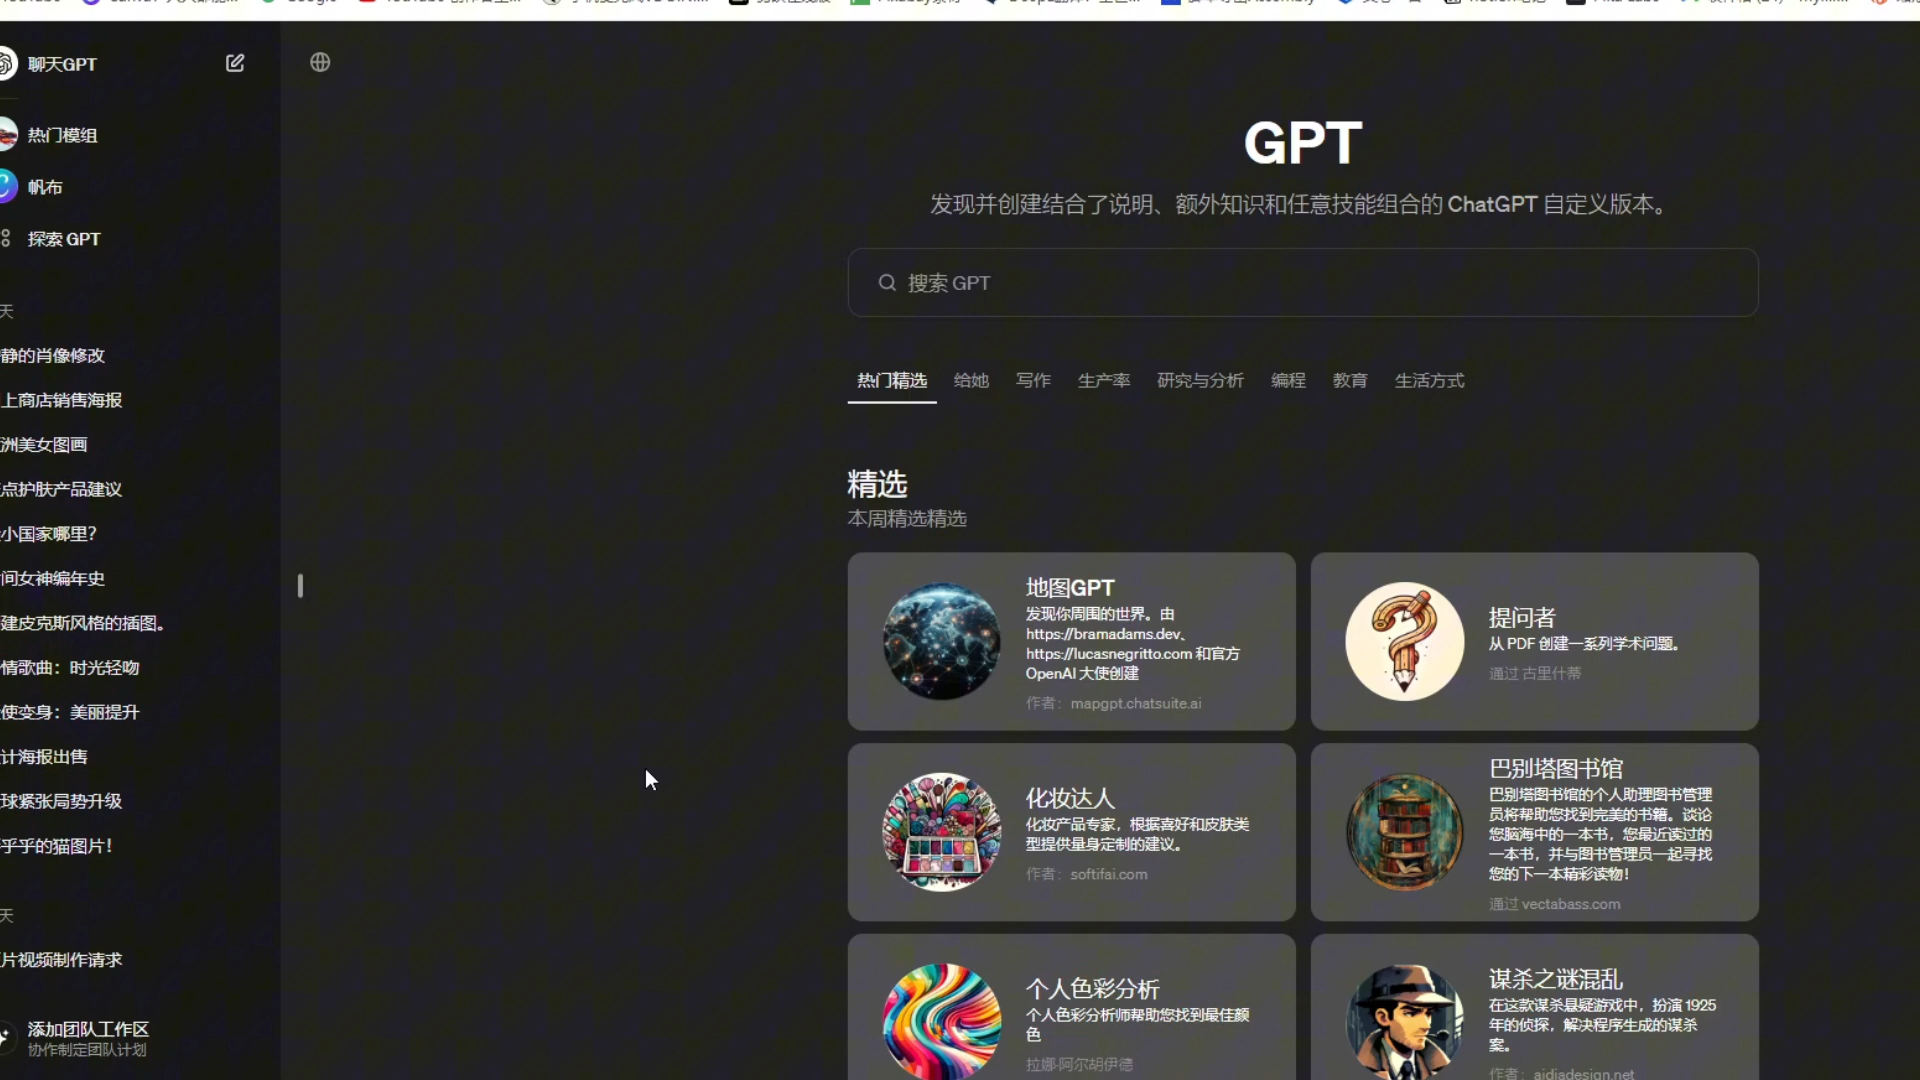 聊天GPT
热门模组
帆布
探索 GPT
天
静的肖像修改
上商店销售海报
洲美女图画
点护肤产品建议
小国家哪里?
间女神编年史
建皮克斯风格的插图。
情歌曲：时光轻吻
使变身：美丽提升
计海报出售
球紧张局势升级
乎乎的猫图片！
天
片视频制作请求
添加团队工作区
协作制定团队计划
GPT
发现并创建结合了说明、额外知识和任意技能组合的 ChatGPT 自定义版本。
搜索 GPT
热门精选 给她 写作 生产率 研究与分析 编程 教育 生活方式
精选
本周精选精选
地图GPT
发现你周围的世界。由
https://bramadams.dev、
https://lucasnegritto.com 和官方
OpenAI 大使创建
作者：mapgpt.chatsuite.ai
提问者
从 PDF 创建一系列学术问题。
通过 古里什蒂
化妆达人
化妆产品专家，根据喜好和皮肤类
型提供量身定制的建议。
作者：softifai.com
巴别塔图书馆
巴别塔图书馆的个人助理图书管理
员将帮助您找到完美的书籍。谈论
您脑海中的一本书，您最近读过的
一本书，并与图书管理员一起寻找
您的下一本精彩读物！
通过 vectabass.com
个人色彩分析
个人色彩分析师帮助您找到最佳颜
色
拉娜·阿尔胡伊德
谋杀之谜混乱
在这款谋杀悬疑游戏中，扮演 1925
年的侦探，解决程序生成的谋杀
案。
作者：aidiadesign.net